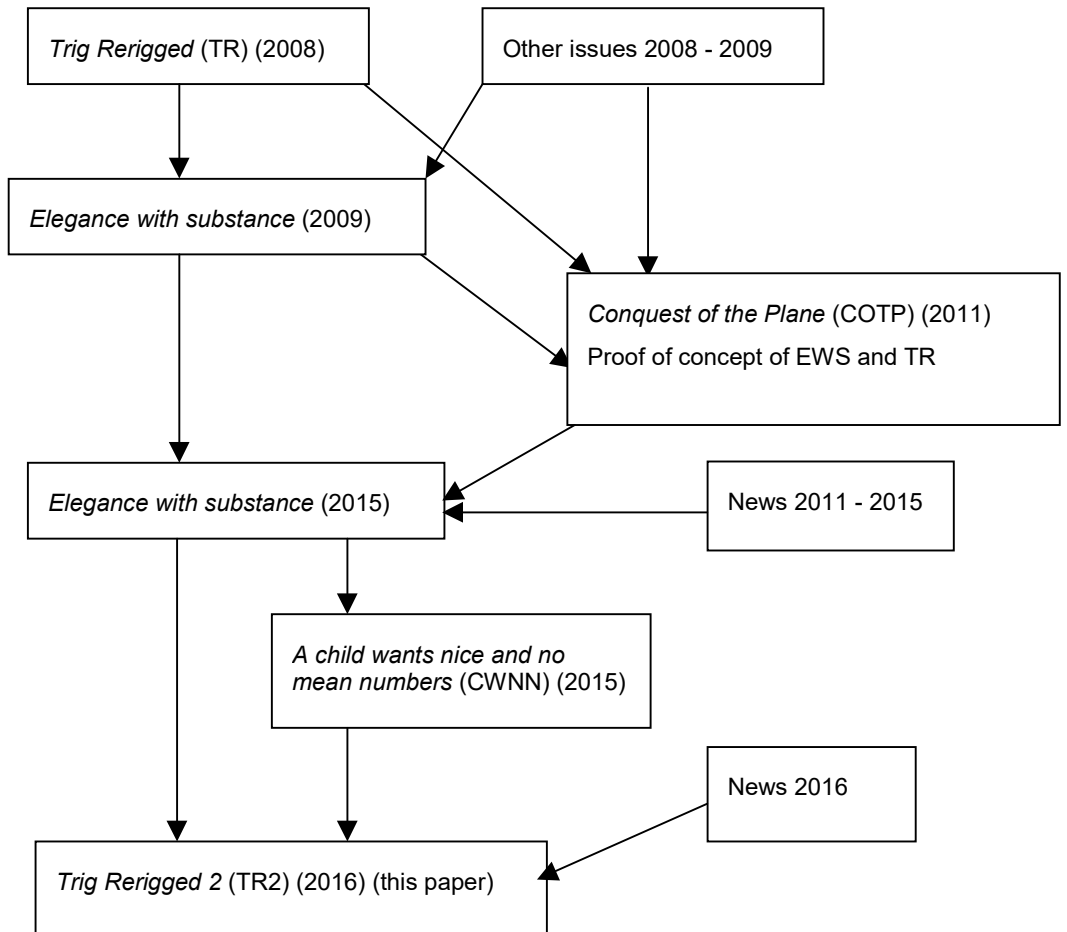 Trig Rerigged (TR) (2008)
Other issues 2008 - 2009
Elegance with substance (2009)
Conquest of the Plane (COTP) (2011)
Proof of concept of EWS and TR
Elegance with substance (2015)
News 2011 - 2015
A child wants nice and no
mean numbers (CWNN) (2015)
News 2016
Trig Rerigged 2 (TR2) (2016) (this paper)